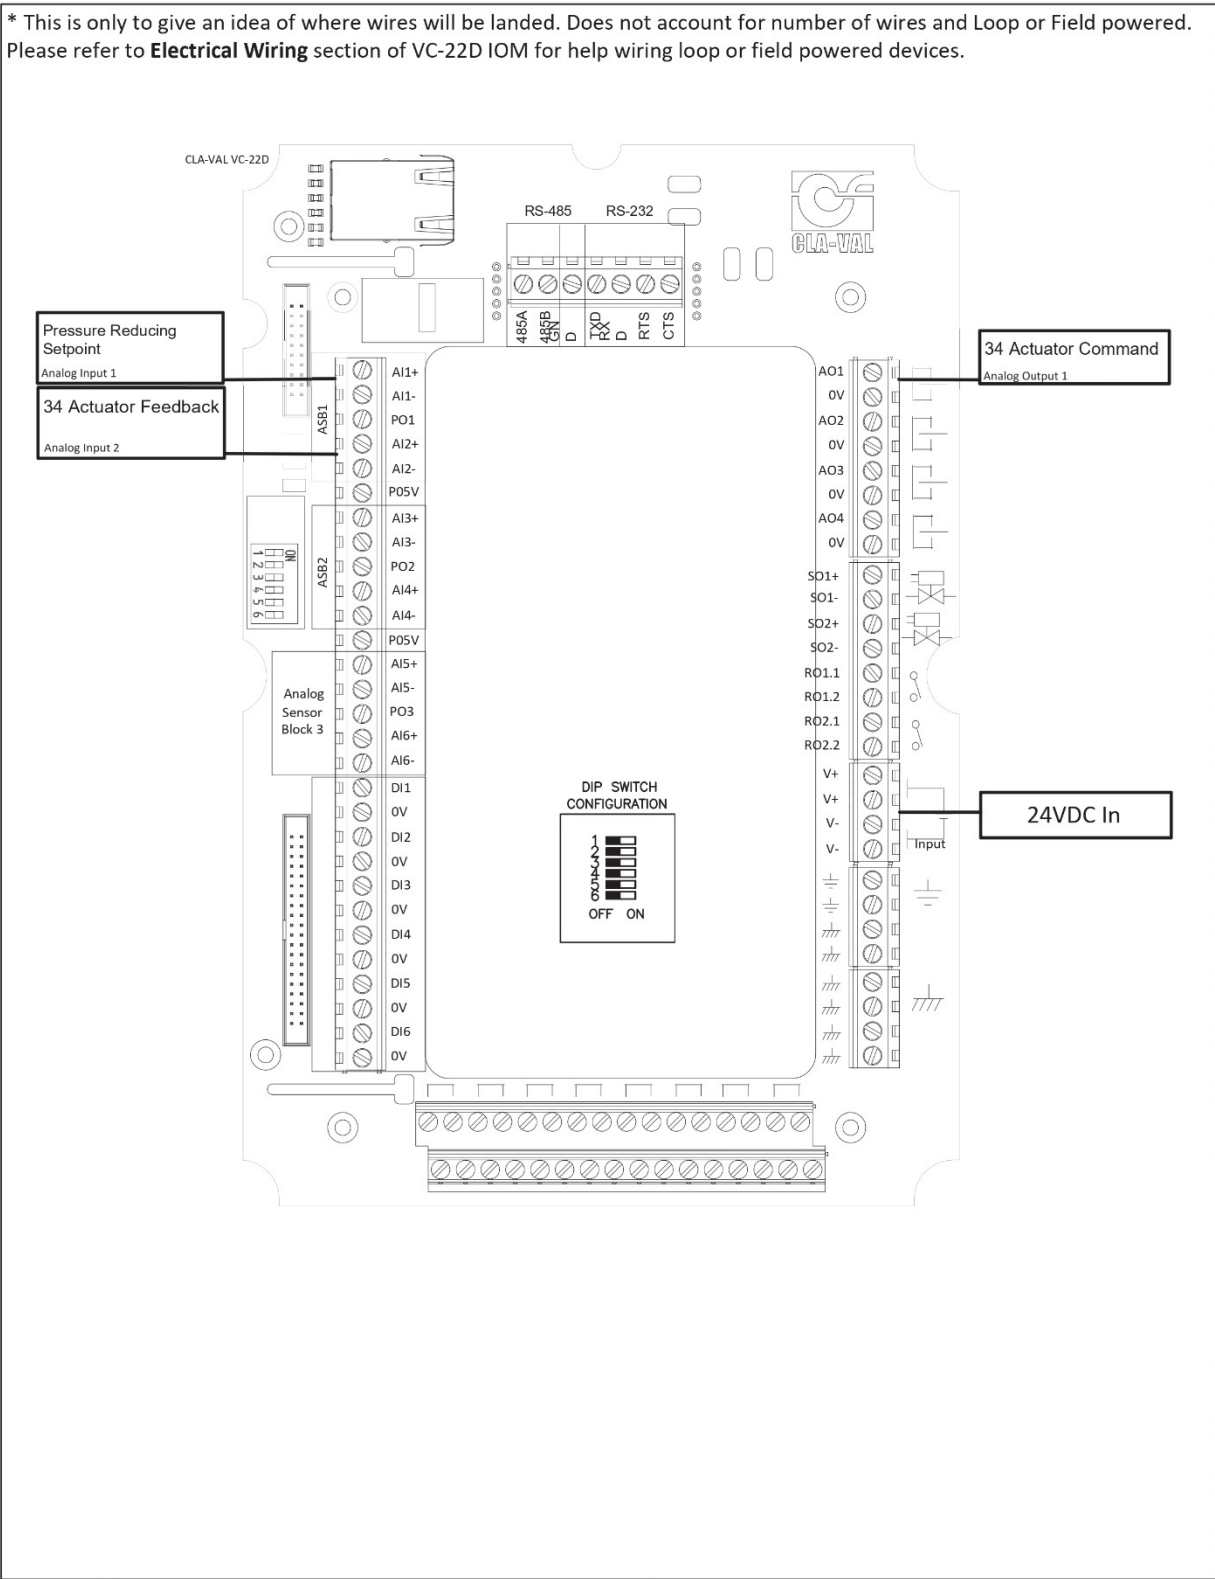 * This is only to give an idea of where wires will be landed. Does not account for number of wires and Loop or Field powered.
Please refer to Electrical Wiring section of VC-22D IOM for help wiring loop or field powered devices.
CLA-VAL VC-22D
RS-485
RS-232
CLA-VAL
485A
485B
GN
D
TXD
RX
D
RTS
CTS
Pressure Reducing
Setpoint
Analog Input 1
34 Actuator Feedback
Analog Input 2
34 Actuator Command
Analog Output 1
ASB1
AI1+
AI1-
PO1
AI2+
AI2-
P05V
ASB2
AI3+
AI3-
PO2
AI4+
AI4-
P05V
ON
1
2
3
4
5
6
Analog
Sensor
Block 3
AI5+
AI5-
PO3
AI6+
AI6-
DI1
0V
DI2
0V
DI3
0V
DI4
0V
DI5
0V
DI6
0V
AO1
0V
AO2
0V
AO3
0V
AO4
0V
SO1+
SO1-
SO2+
SO2-
RO1.1
RO1.2
RO2.1
RO2.2
V+
V+
V-
V-
Input
24VDC In
DIP SWITCH
CONFIGURATION
1
2
3
4
5
6
OFF ON